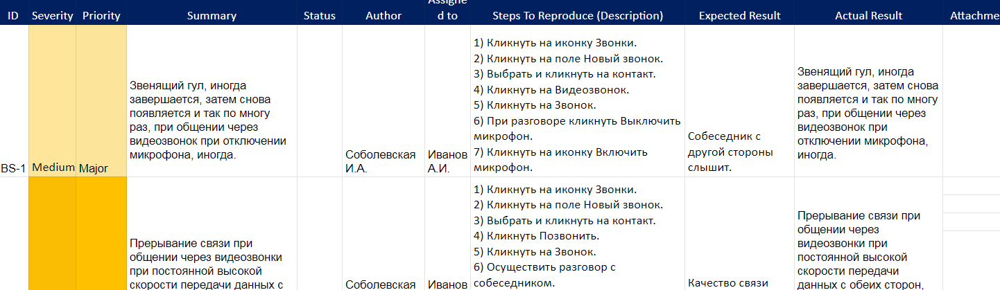 ID Severity Priority Summary Status Author Assigne
d to Steps To Reproduce (Description) Expected Result Actual Result Attachme
BS-1
Medium
Major
Звенящий гул, иногда
завершается, затем снова
появляется и так по многу
раз, при общении через
видеозвонок при отключении
микрофона, иногда.
Соболевская
И.А.
Иванов
А.И.
1) Кликнуть на иконку Звонки.
2) Кликнуть на поле Новый звонок.
3) Выбрать и кликнуть на контакт.
4) Кликнуть на Видеозвонок.
5) Кликнуть на Звонок.
6) При разговоре кликнуть Выключить
микрофон.
7) Кликнуть на иконку Включить
микрофон.
Собеседник с
другой стороны
слышит.
Звенящий гул, иногда
завершается, затем снова
появляется и так по многу
раз, при общении через
видеозвонок при
отключении микрофона,
иногда.
Прерывание связи при
общении через видеозвонки
при постоянной высокой
скорости передачи данных с
Соболевская
Иванов
1) Кликнуть на иконку Звонки.
2) Кликнуть на поле Новый звонок.
3) Выбрать и кликнуть на контакт.
4) Кликнуть Позвонить.
5) Кликнуть на Звонок.
6) Осуществить разговор с
собеседником.
Качество связи
Прерывание связи при
общении через
видеозвонки при
постоянной высокой
скорости передачи
данных с обеих сторон,